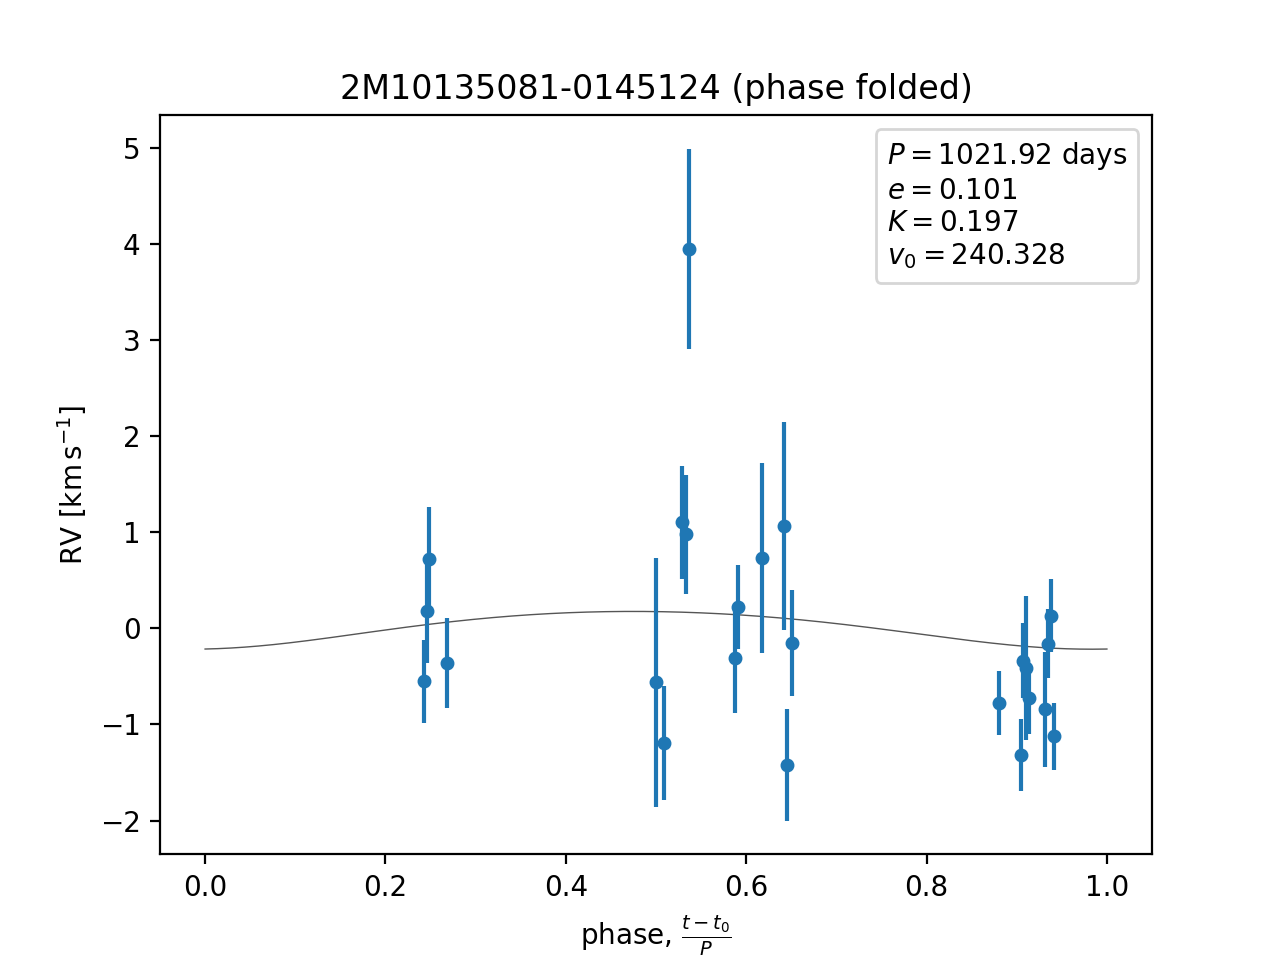 2M10135081-0145124 (phase folded)
P = 1021.92 days
e = 0.101
K = 0.197
v₀ = 240.328
5
4
3
2
1
0
−1
−2
RV [km s⁻¹]
0.0 0.2 0.4 0.6 0.8 1.0
phase, (t − t₀)/P